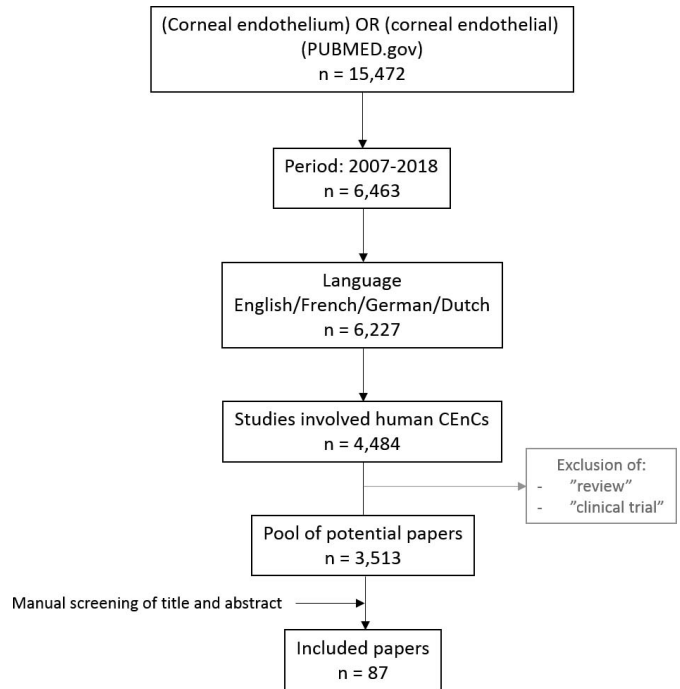 (Corneal endothelium) OR (corneal endothelial)
(PUBMED.gov)
n = 15,472
Period: 2007-2018
n = 6,463
Language
English/French/German/Dutch
n = 6,227
Studies involved human CEnCs
n = 4,484
Exclusion of:
- ”review”
- ”clinical trial”
Pool of potential papers
n = 3,513
Manual screening of title and abstract
Included papers
n = 87